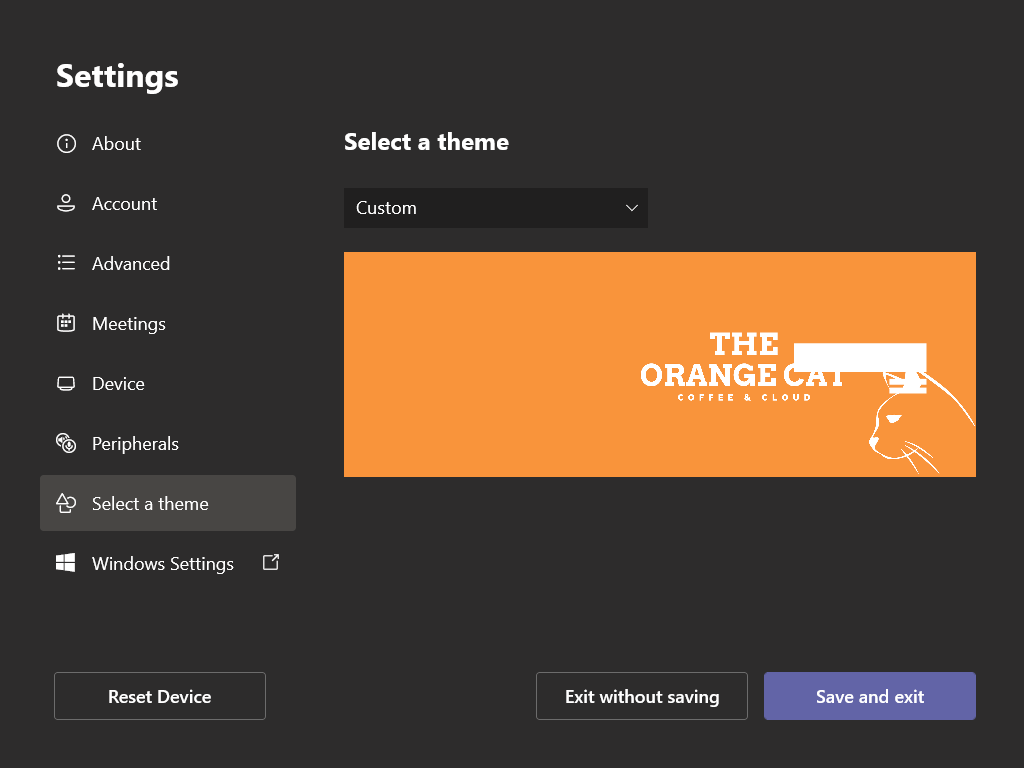 Settings
About
Account
Advanced
Meetings
Device
Peripherals
Select a theme
Windows Settings
Select a theme
Custom
THE
ORANGE CAT
COFFEE & CLOUD
Reset Device
Exit without saving
Save and exit